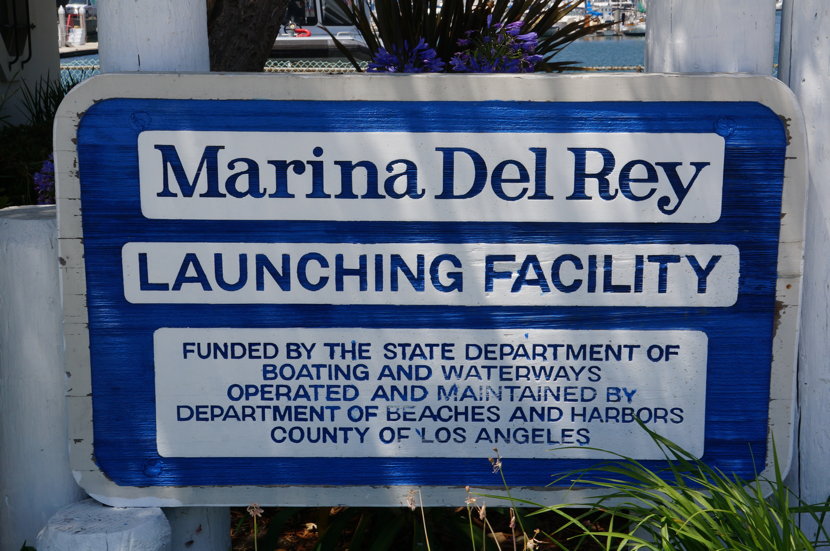 Marina Del Rey
LAUNCHING FACILITY
FUNDED BY THE STATE DEPARTMENT OF
BOATING AND WATERWAYS
OPERATED AND MAINTAINED BY
DEPARTMENT OF BEACHES AND HARBORS
COUNTY OF LOS ANGELES